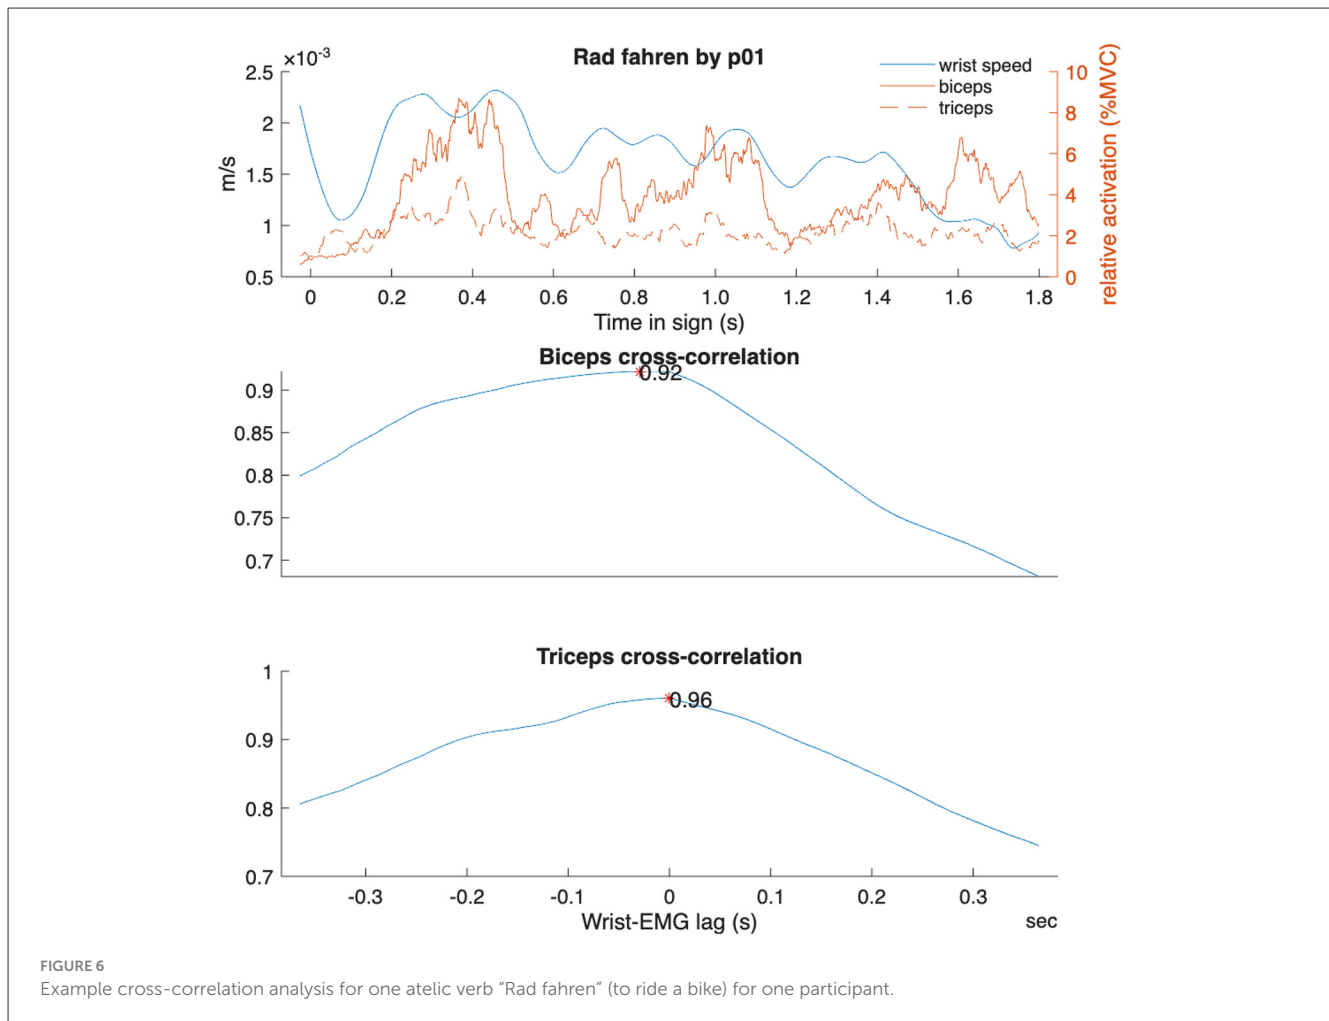 ×10⁻³
Rad fahren by p01
wrist speed
biceps
triceps
2.5
2
1.5
1
0.5
m/s
10
8
6
4
2
0
relative activation (%MVC)
0 0.2 0.4 0.6 0.8 1.0 1.2 1.4 1.6 1.8
Time in sign (s)
Biceps cross-correlation
0.92
0.9
0.85
0.8
0.75
0.7
Triceps cross-correlation
0.96
1
0.9
0.8
0.7
-0.3 -0.2 -0.1 0 0.1 0.2 0.3
Wrist-EMG lag (s)
sec
FIGURE 6
Example cross-correlation analysis for one atelic verb “Rad fahren” (to ride a bike) for one participant.